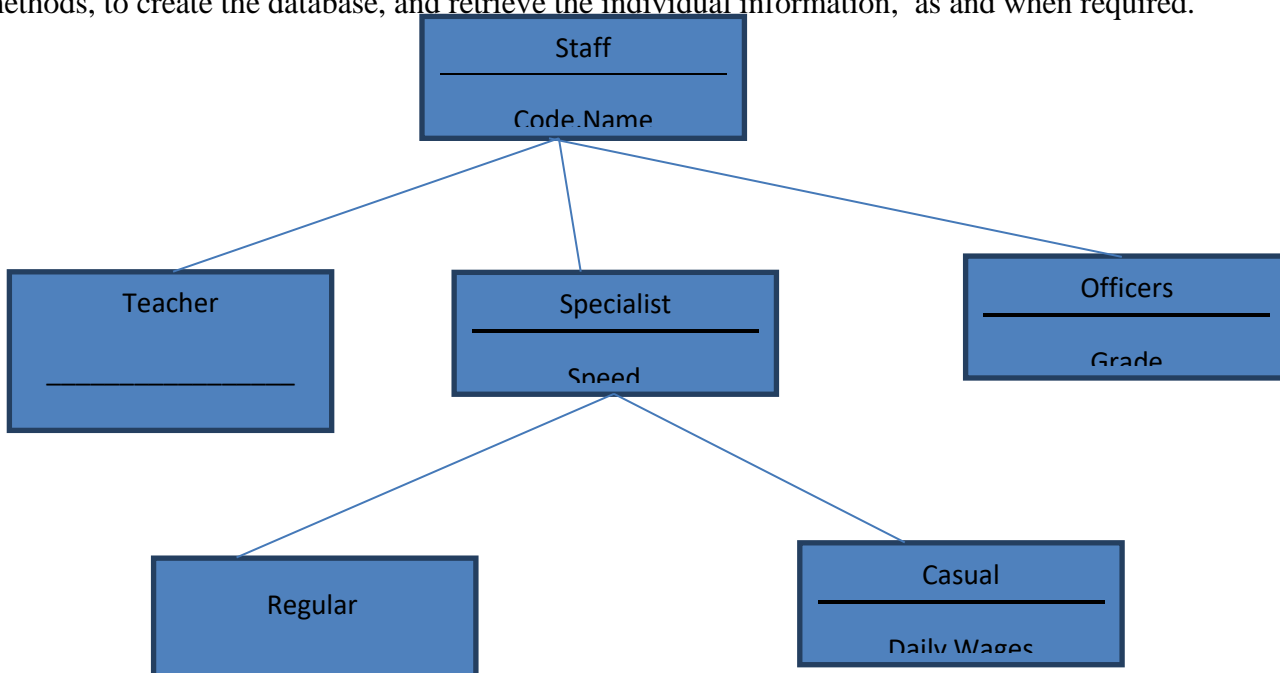 methods, to create the database, and retrieve the individual information, as and when required.
Staff
Code.Name
Teacher
Specialist
Speed
Officers
Grade
Regular
Casual
Daily Wages